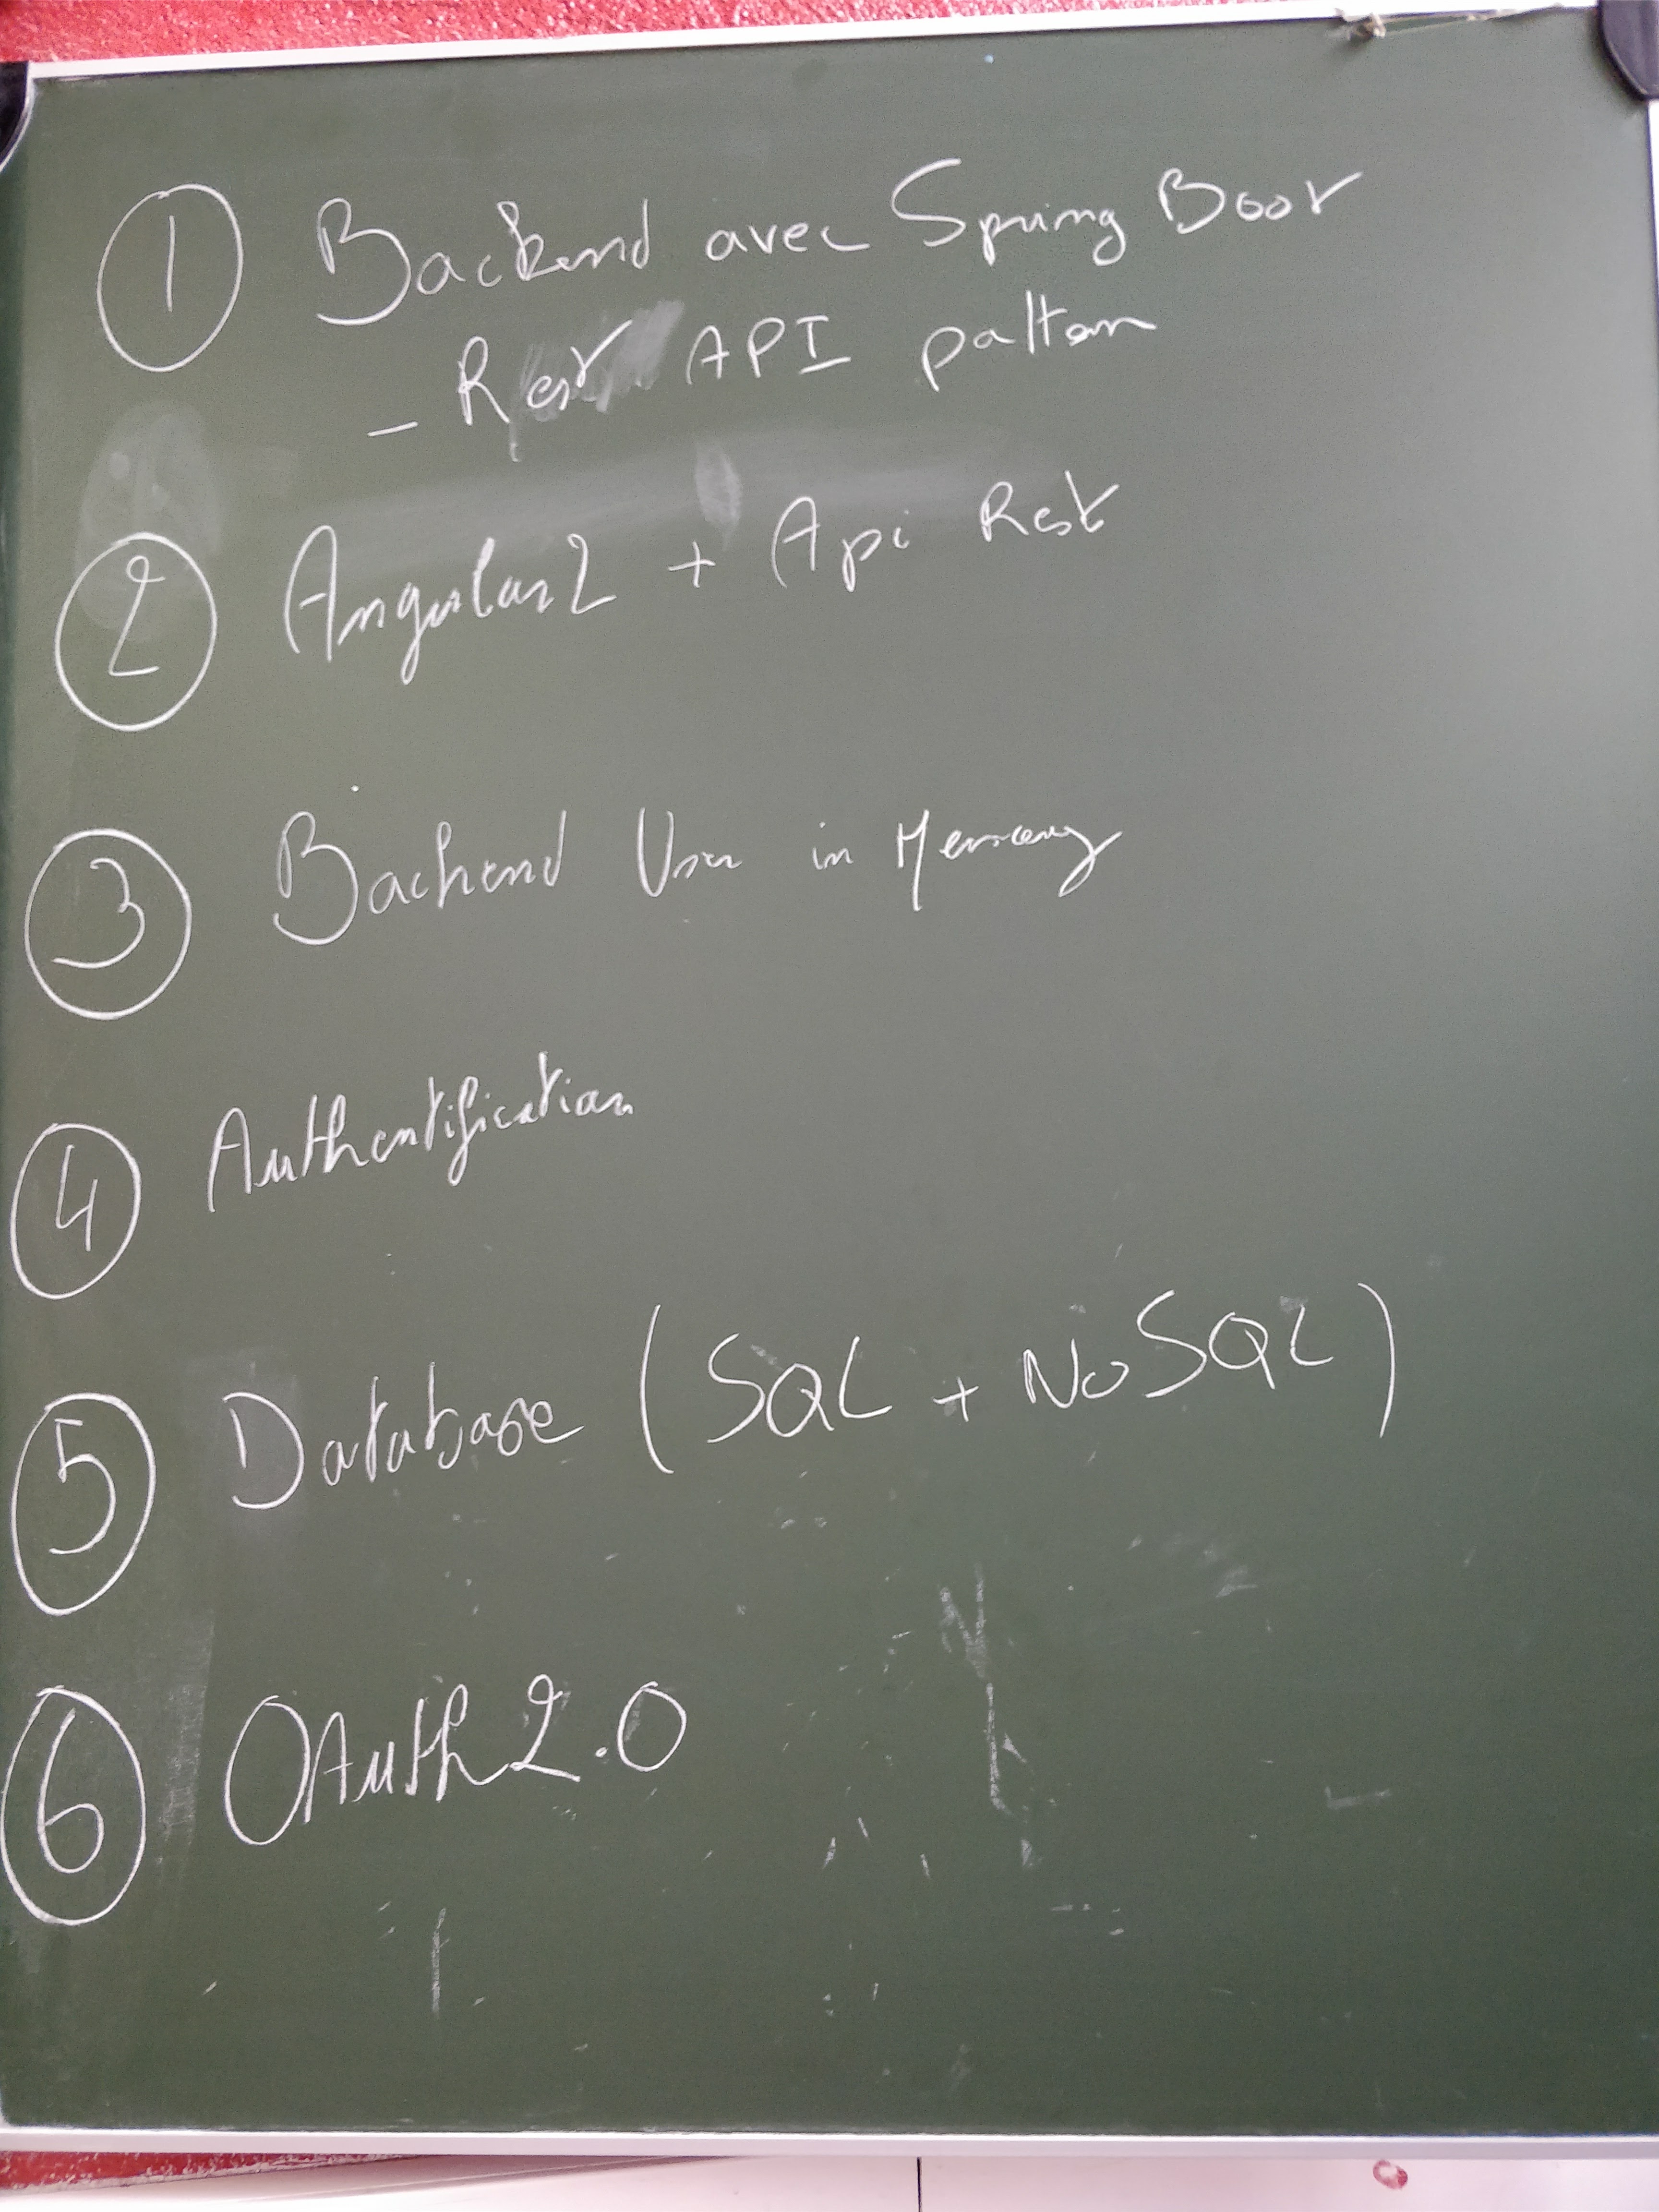 1 Backend avec Spring Boot
- Rest API pattern
2 Angular2 + Api Rest
3 Backend User in Memory
4 Authentification
5 Database (SQL + NoSQL)
6 OAuth2.0